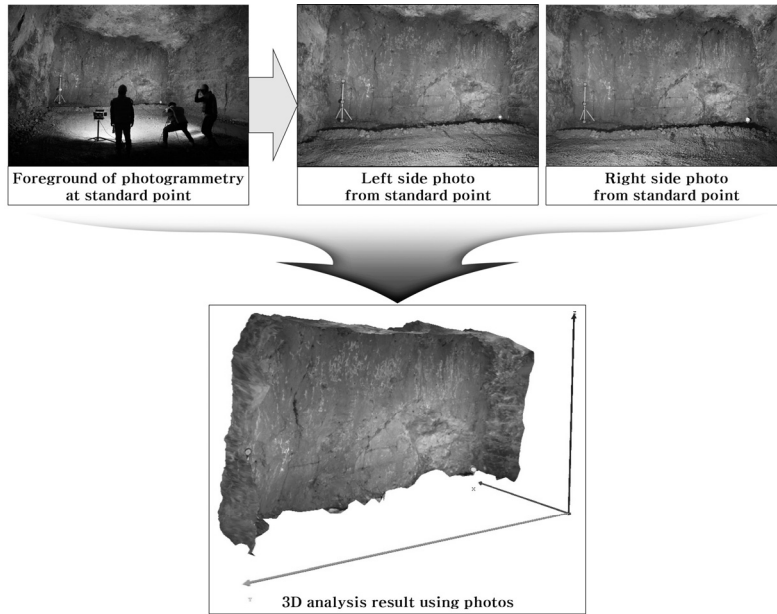 Foreground of photogrammetry
at standard point
Left side photo
from standard point
Right side photo
from standard point
X
3D analysis result using photos